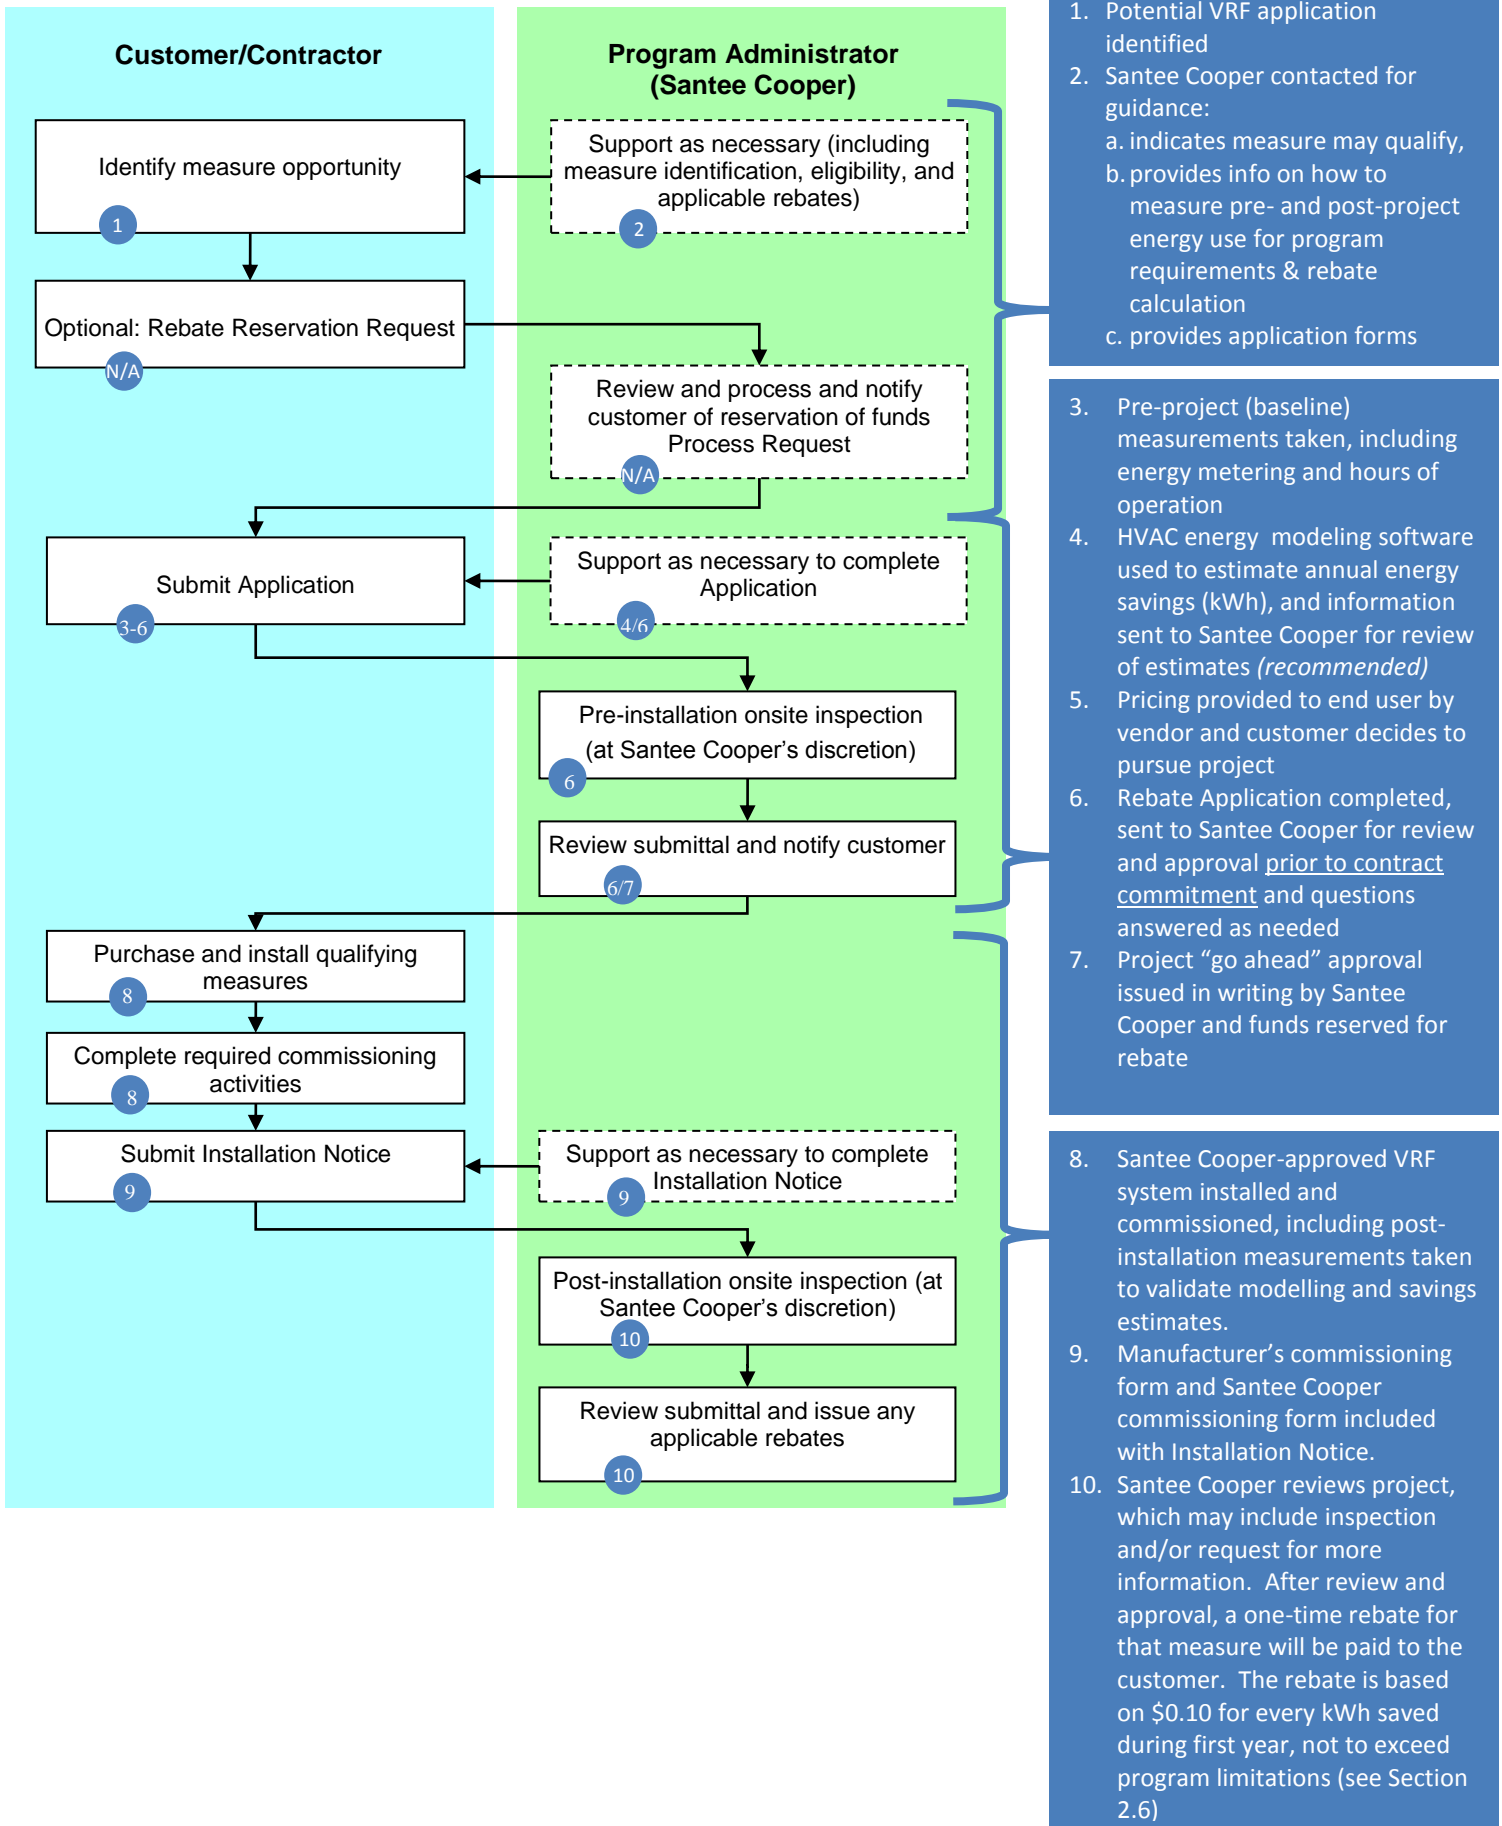 Customer/Contractor
Program Administrator
(Santee Cooper)
Identify measure opportunity
1
Support as necessary (including
measure identification, eligibility, and
applicable rebates)
2
Optional: Rebate Reservation Request
N/A
Review and process and notify
customer of reservation of funds
Process Request
N/A
Submit Application
3-6
Support as necessary to complete
Application
4/6
Pre-installation onsite inspection
(at Santee Cooper's discretion)
6
Review submittal and notify customer
6/7
Purchase and install qualifying
measures
8
Complete required commissioning
activities
8
Submit Installation Notice
9
Support as necessary to complete
Installation Notice
9
Post-installation onsite inspection (at
Santee Cooper's discretion)
10
Review submittal and issue any
applicable rebates
10
1. Potential VRF application
identified
2. Santee Cooper contacted for
guidance:
a. indicates measure may qualify,
b. provides info on how to
measure pre- and post-project
energy use for program
requirements & rebate
calculation
c. provides application forms
3. Pre-project (baseline)
measurements taken, including
energy metering and hours of
operation
4. HVAC energy modeling software
used to estimate annual energy
savings (kWh), and information
sent to Santee Cooper for review
of estimates (recommended)
5. Pricing provided to end user by
vendor and customer decides to
pursue project
6. Rebate Application completed,
sent to Santee Cooper for review
and approval prior to contract
commitment and questions
answered as needed
7. Project “go ahead” approval
issued in writing by Santee
Cooper and funds reserved for
rebate
8. Santee Cooper-approved VRF
system installed and
commissioned, including post-
installation measurements taken
to validate modelling and savings
estimates.
9. Manufacturer’s commissioning
form and Santee Cooper
commissioning form included
with Installation Notice.
10. Santee Cooper reviews project,
which may include inspection
and/or request for more
information. After review and
approval, a one-time rebate for
that measure will be paid to the
customer. The rebate is based
on $0.10 for every kWh saved
during first year, not to exceed
program limitations (see Section
2.6)